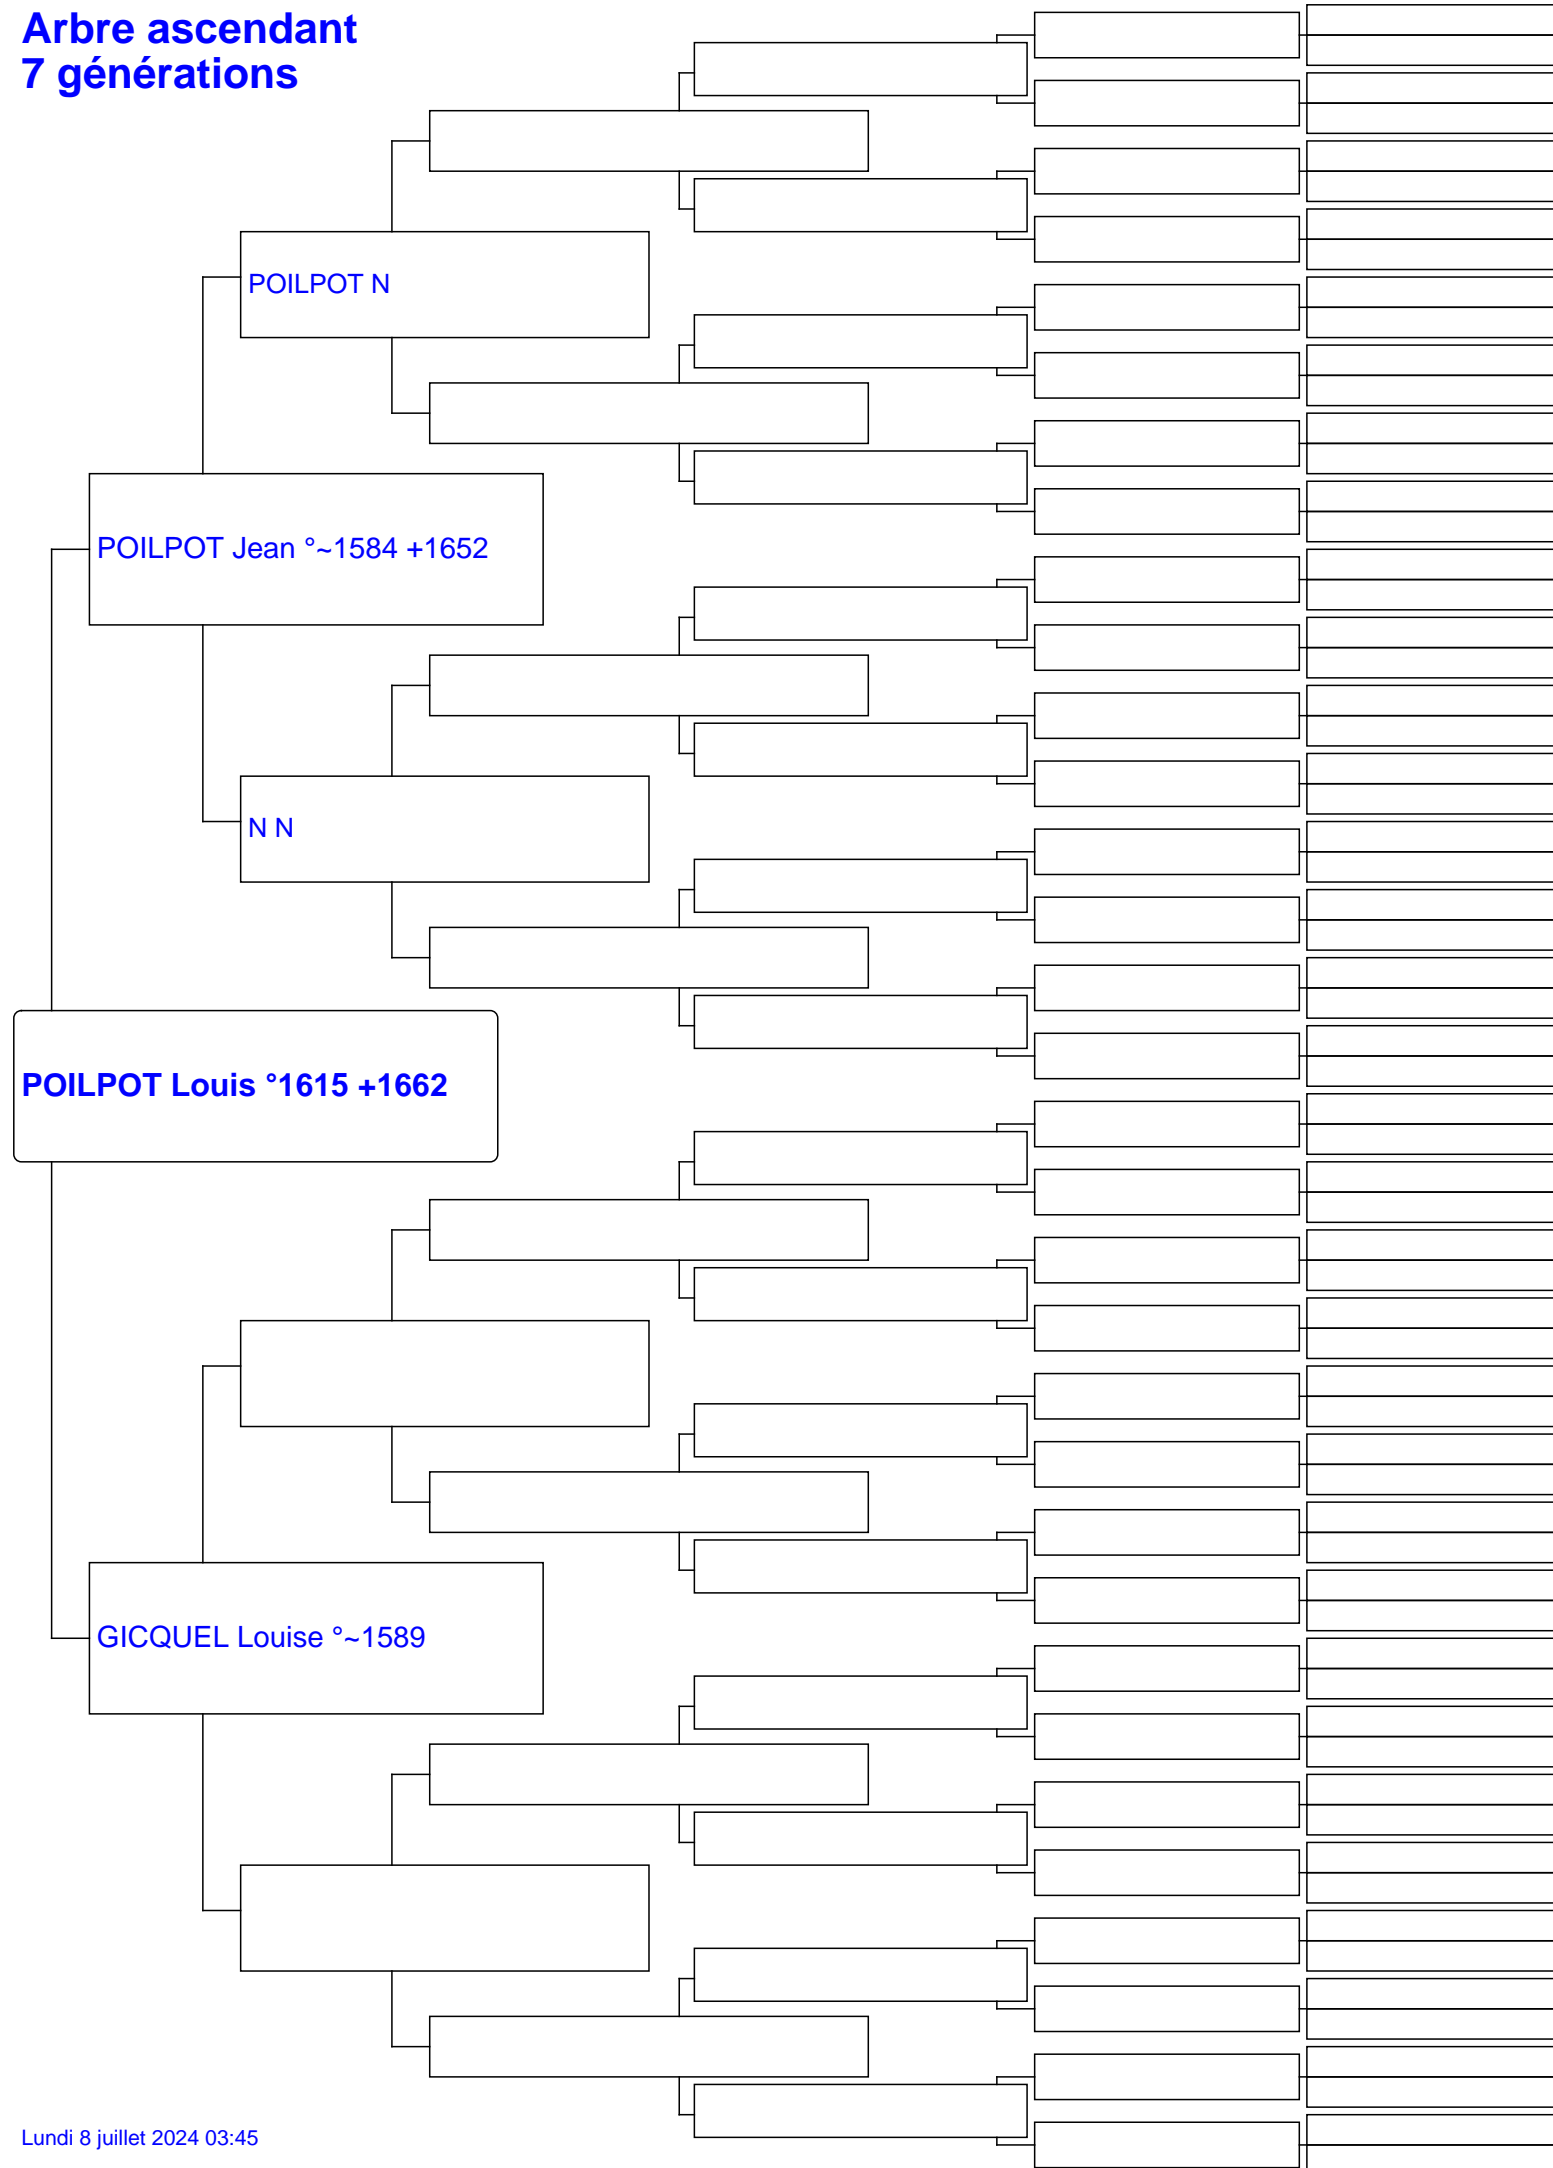 Arbre ascendant
7 générations
POILPOT N
POILPOT Jean °~1584 +1652
N N
POILPOT Louis °1615 +1662
GICQUEL Louise °~1589
Lundi 8 juillet 2024 03:45